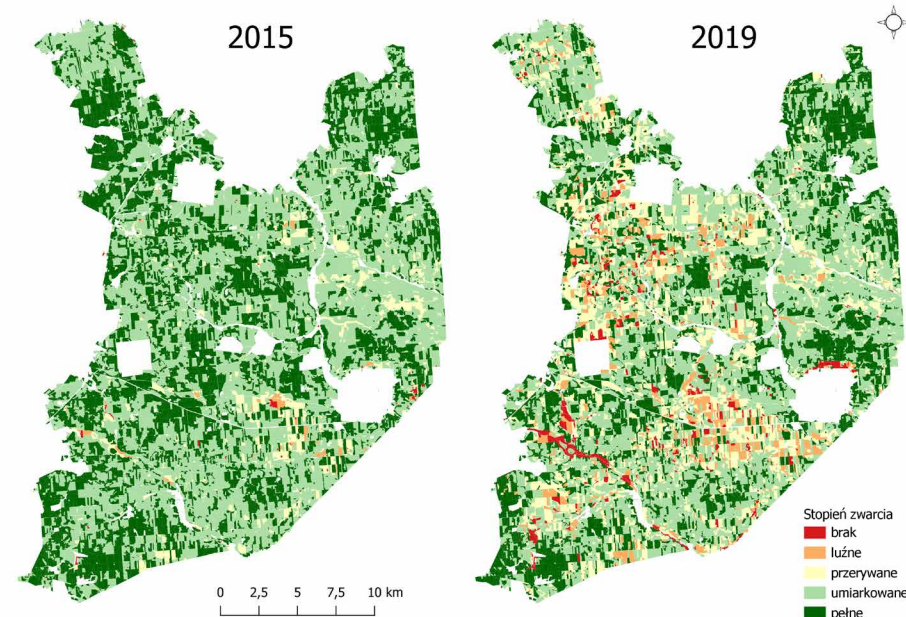 2015
2019
0 2,5 5 7,5 10 km
Stopień zwarcia
brak
luźne
przerywane
umiarkowane
pełne